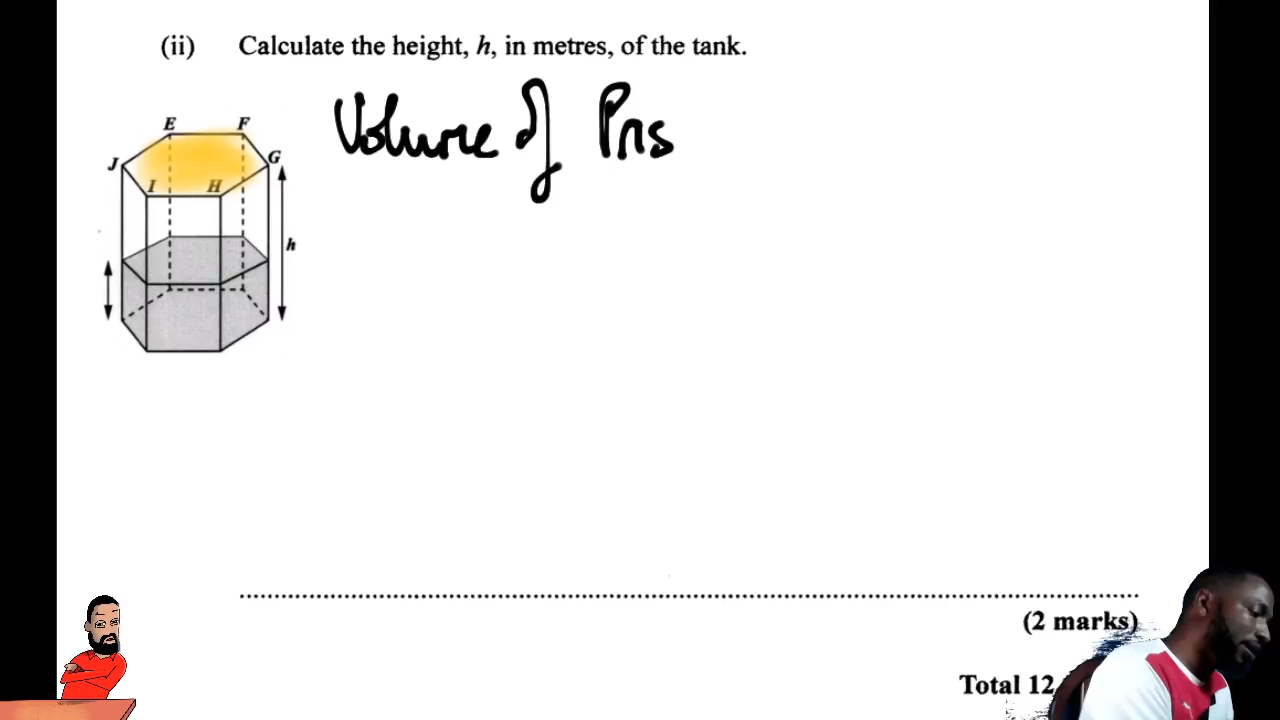 (ii) Calculate the height, h, in metres, of the tank.
Volume of Pris
E F
J G
I H
h
(2 marks)
Total 12